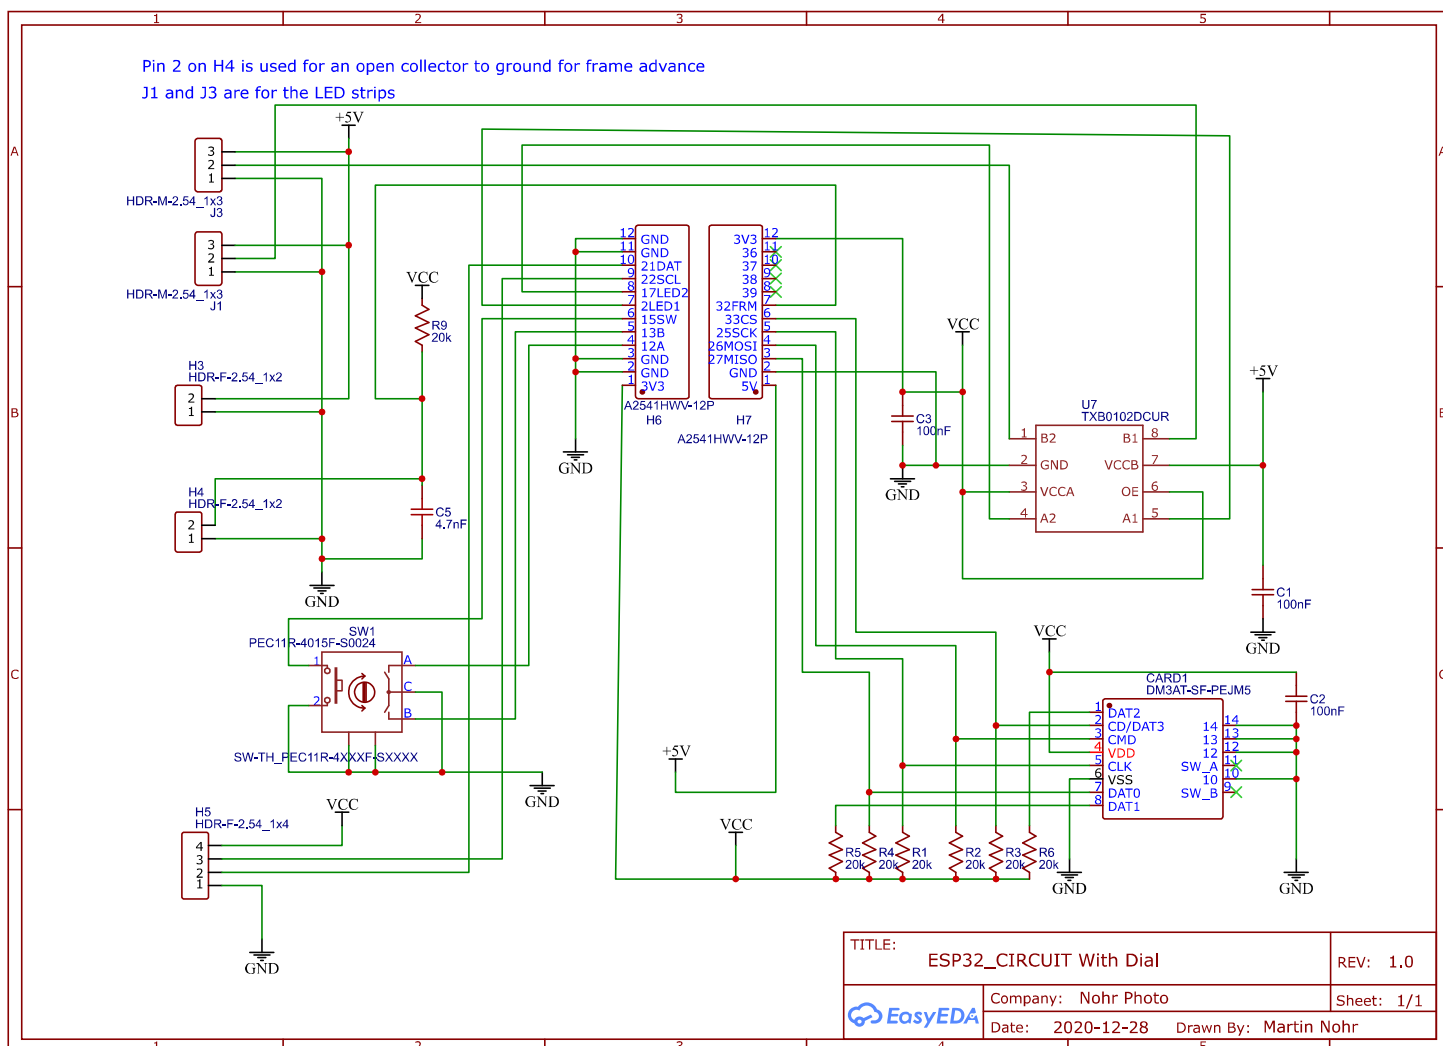 1 2 3 4 5
Pin 2 on H4 is used for an open collector to ground for frame advance
J1 and J3 are for the LED strips
+5V
A
A
3
2
1
HDR-M-2.54_1x3
J3
3
2
1
HDR-M-2.54_1x3
J1
VCC
R9
20k
H3
HDR-F-2.54_1x2
2
1
H4
HDR-F-2.54_1x2
2
1
C5
4.7nF
GND
12 GND
11 GND
10 21DAT
9 22SCL
8 17LED2
7 2LED1
6 15SW
5 13B
4 12A
3 GND
2 GND
1 3V3
A2541HWV-12P
H6
3V3 12
36 11
37 10
38 9
39 8
32FRM 7
33CS 6
25SCK 5
26MOSI 4
27MISO 3
GND 2
5V 1
H7
A2541HWV-12P
GND
VCC
C3
100nF
GND
+5V
U7
TXB0102DCUR
1 B2 B1 8
2 GND VCCB 7
3 VCCA OE 6
4 A2 A1 5
C1
100nF
GND
B
B
SW1
PEC11R-4015F-S0024
1
2
A
C
B
SW-TH_PEC11R-4XXXF-SXXXX
GND
C
C
VCC
CARD1
DM3AT-SF-PEJM5
1 DAT2
2 CD/DAT3
3 CMD
4 VDD
5 CLK
6 VSS
7 DAT0
8 DAT1
14 14
13 13
12 12
SW_A 11
10 10
SW_B 9
C2
100nF
GND
GND
+5V
VCC
R5
20k
R4
20k
R1
20k
R2
20k
R3
20k
R6
20k
H5
HDR-F-2.54_1x4
4
3
2
1
VCC
GND
TITLE:
ESP32_CIRCUIT With Dial
REV: 1.0
EasyEDA
Company: Nohr Photo
Sheet: 1/1
Date: 2020-12-28 Drawn By: Martin Nohr